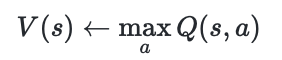 V(s) ← max_a Q(s, a)